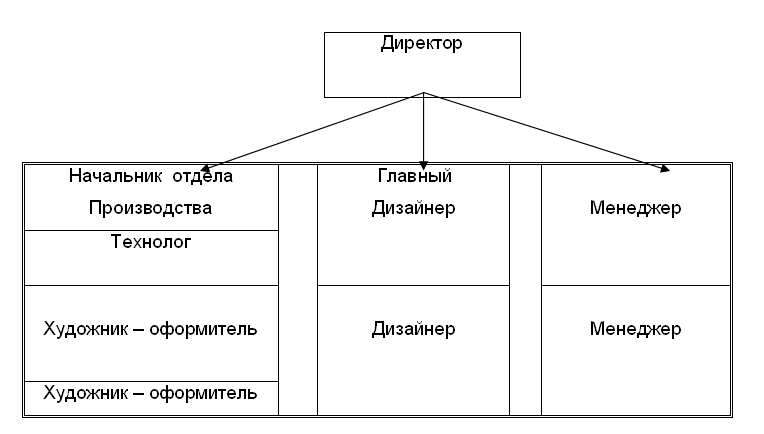 Директор
Начальник отдела
Производства
Технолог
Художник – оформитель
Художник – оформитель
Главный
Дизайнер
Дизайнер
Менеджер
Менеджер